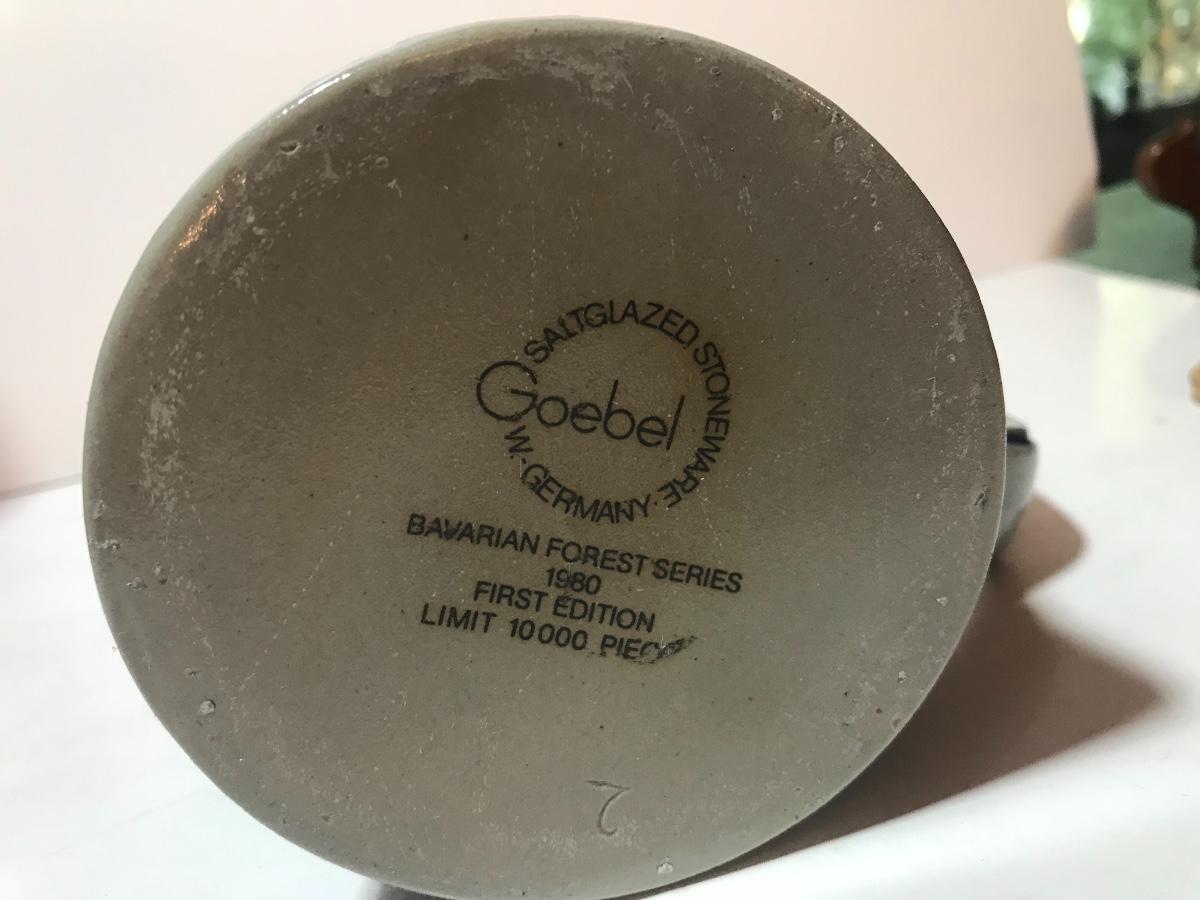 SALTGLAZED STONEWARE
Goebel
W.-GERMANY.
BAVARIAN FOREST SERIES
1980
FIRST EDITION
LIMIT 10000